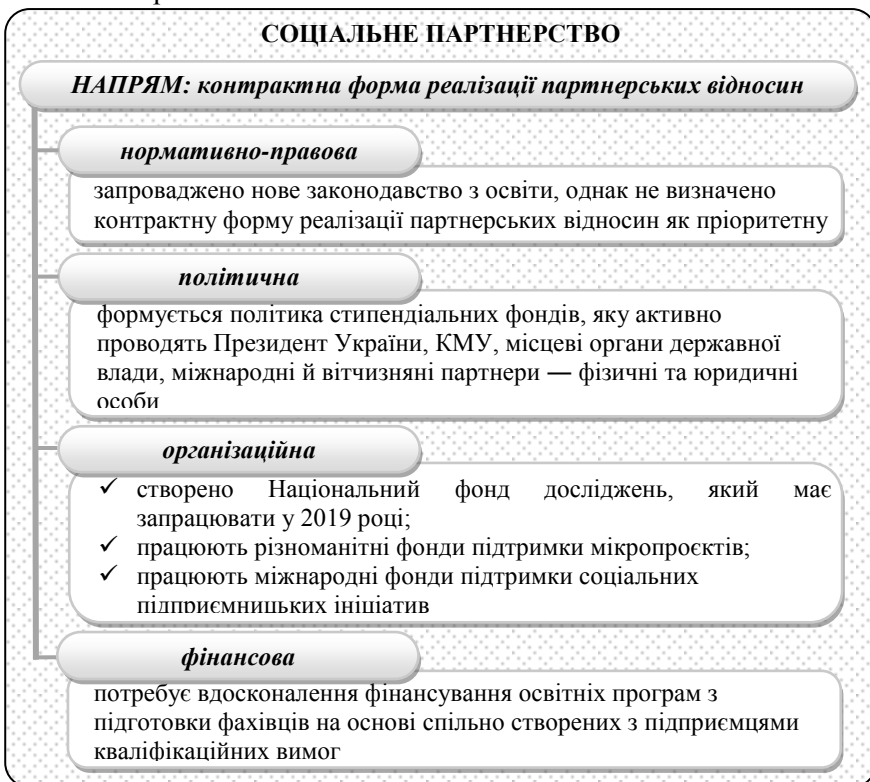 СОЦІАЛЬНЕ ПАРТНЕРСТВО
НАПРЯМ: контрактна форма реалізації партнерських відносин
нормативно-правова
запроваджено нове законодавство з освіти, однак не визначено
контрактну форму реалізації партнерських відносин як пріоритетну
політична
формується політика стипендіальних фондів, яку активно
проводять Президент України, КМУ, місцеві органи державної
влади, міжнародні й вітчизняні партнери — фізичні та юридичні
особи
організаційна
✓ створено Національний фонд досліджень, який має
запрацювати у 2019 році;
✓ працюють різноманітні фонди підтримки мікропроєктів;
✓ працюють міжнародні фонди підтримки соціальних
підприємницьких ініціатив
фінансова
потребує вдосконалення фінансування освітніх програм з
підготовки фахівців на основі спільно створених з підприємцями
кваліфікаційних вимог